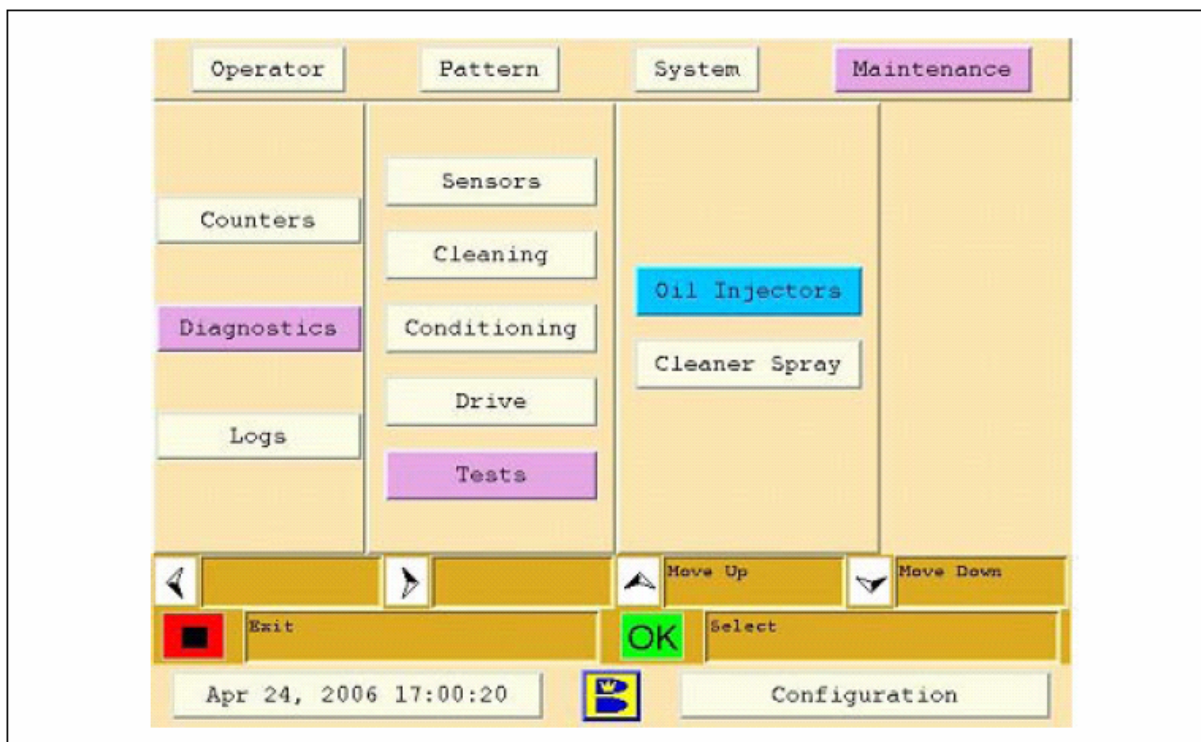 Operator Pattern System Maintenance
Counters
Diagnostics
Logs
Sensors
Cleaning
Conditioning
Drive
Tests
Oil Injectors
Cleaner Spray
Move Up Move Down
Exit OK Select
Apr 24, 2006 17:00:20 Configuration